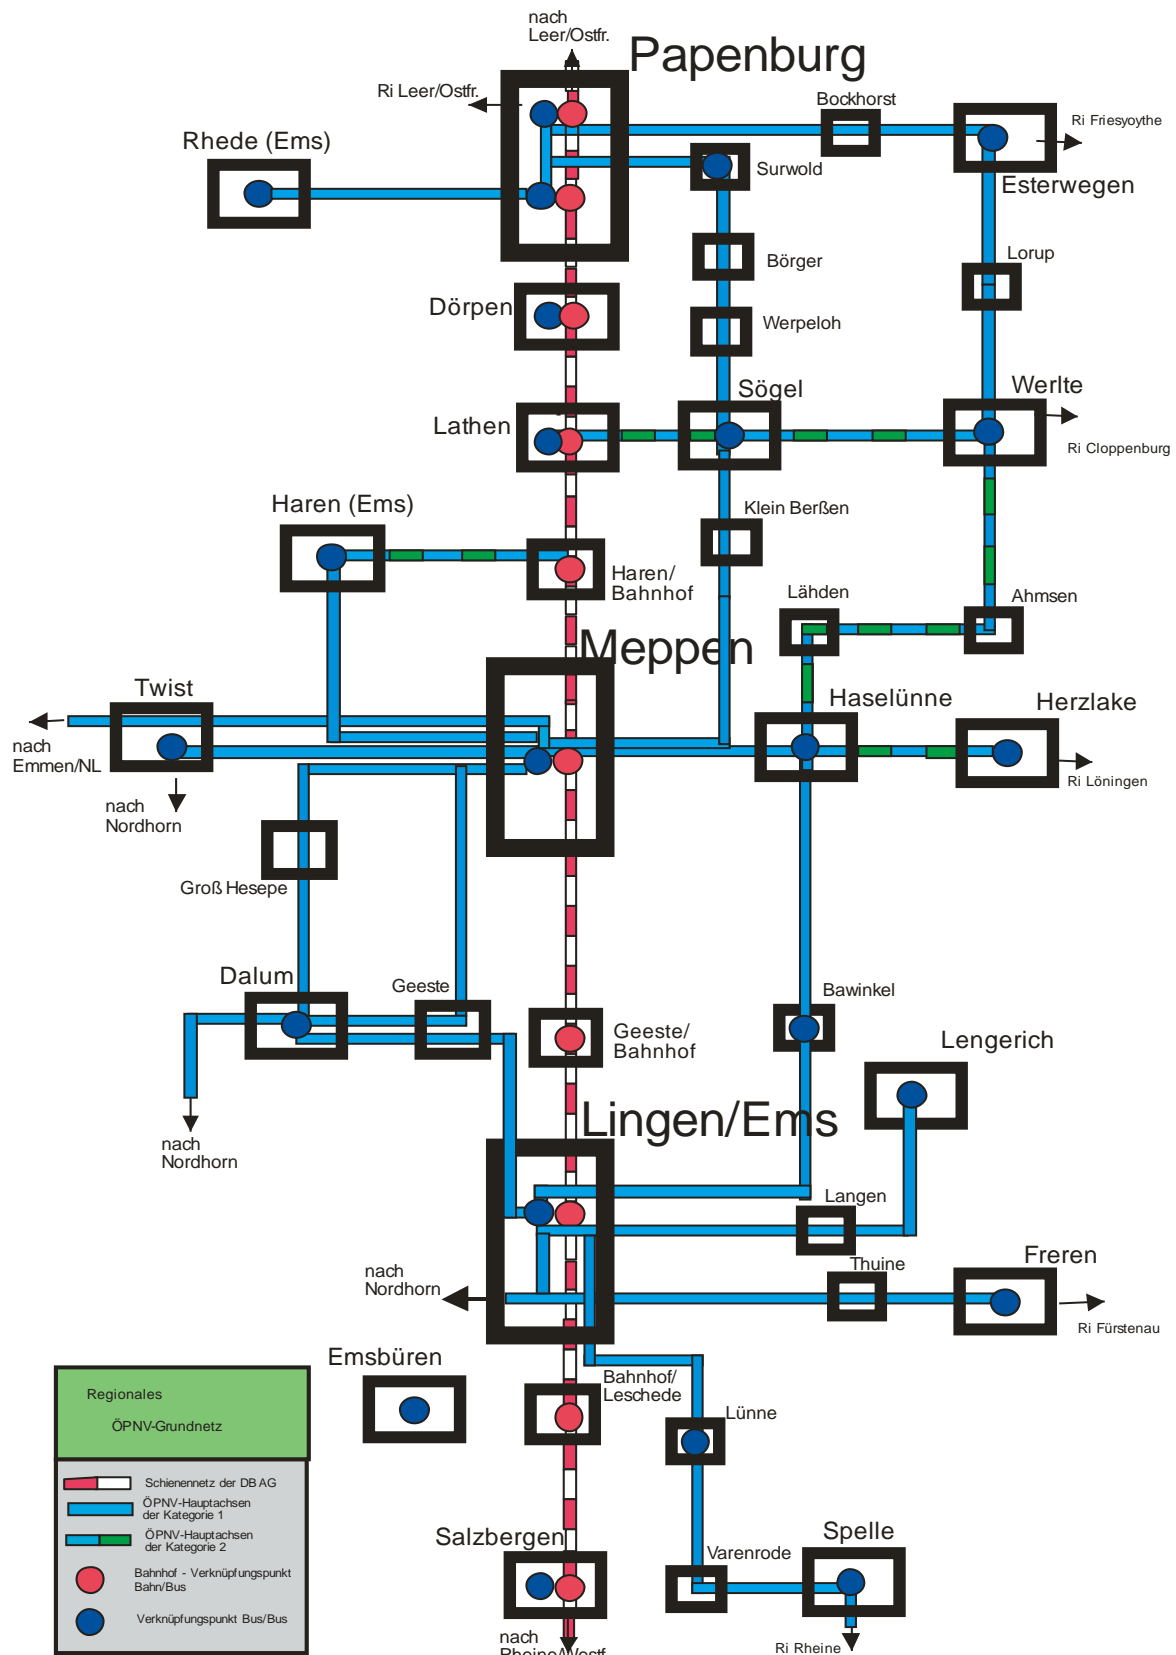 nach
Leer/Ostfr.
Papenburg
Ri Leer/Ostfr.
Bockhorst
Ri Friesyoythe
Rhede (Ems)
Surwold
Esterwegen
Börger
Lorup
Dörpen
Werpeloh
Sögel
Werlte
Lathen
Ri Cloppenburg
Haren (Ems)
Klein Berßen
Haren/
Bahnhof
Lähden
Ahmsen
Meppen
Twist
Haselünne
Herzlake
nach
Emmen/NL
Ri Löningen
nach
Nordhorn
Groß Hesepe
Dalum
Geeste
Bawinkel
Geeste/
Bahnhof
Lengerich
Lingen/Ems
nach
Nordhorn
Langen
Freren
Thuine
nach
Nordhorn
Ri Fürstenau
Emsbüren
Bahnhof/
Leschede
Lünne
Regionales
ÖPNV-Grundnetz
Schienennetz der DB AG
ÖPNV-Hauptachsen
der Kategorie 1
ÖPNV-Hauptachsen
der Kategorie 2
Bahnhof - Verknüpfungspunkt
Bahn/Bus
Verknüpfungspunkt Bus/Bus
Salzbergen
Varenrode
Spelle
nach
Rheine/Westf.
Ri Rheine